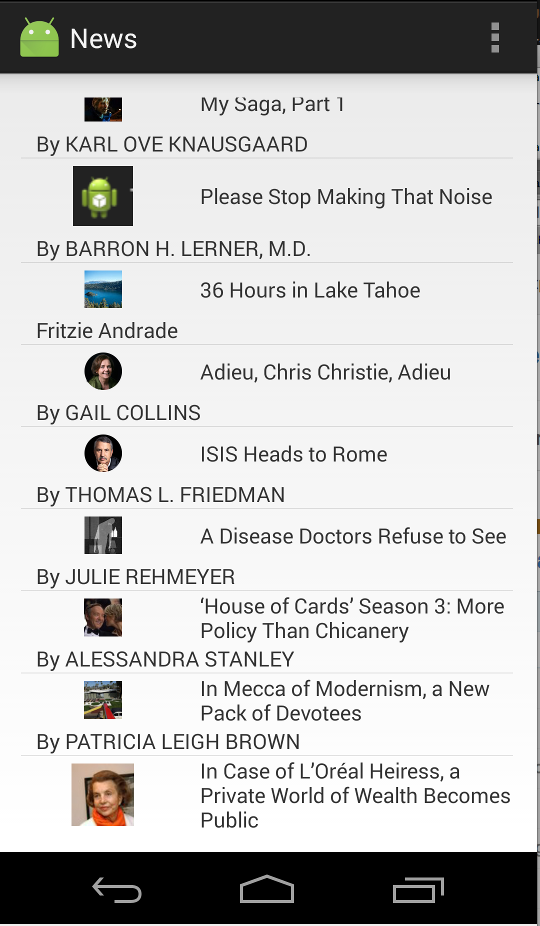 News
My Saga, Part 1
By KARL OVE KNAUSGAARD
Please Stop Making That Noise
By BARRON H. LERNER, M.D.
36 Hours in Lake Tahoe
Fritzie Andrade
Adieu, Chris Christie, Adieu
By GAIL COLLINS
ISIS Heads to Rome
By THOMAS L. FRIEDMAN
A Disease Doctors Refuse to See
By JULIE REHMEYER
‘House of Cards’ Season 3: More
Policy Than Chicanery
By ALESSANDRA STANLEY
In Mecca of Modernism, a New
Pack of Devotees
By PATRICIA LEIGH BROWN
In Case of L’Oréal Heiress, a
Private World of Wealth Becomes
Public